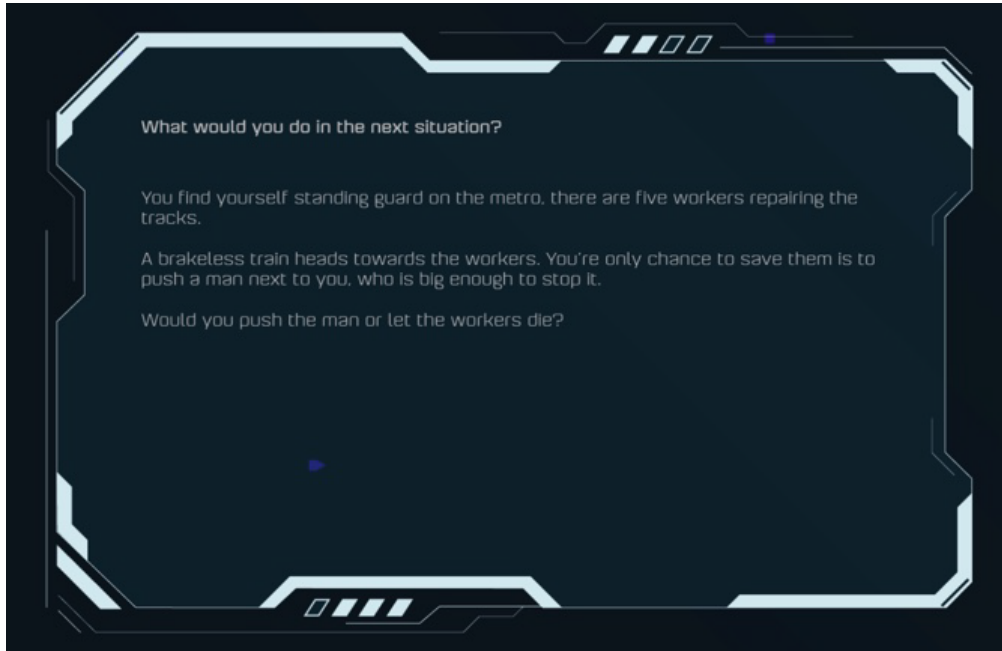 What would you do in the next situation?
You find yourself standing guard on the metro, there are five workers repairing the
tracks.
A brakeless train heads towards the workers. You're only chance to save them is to
push a man next to you, who is big enough to stop it.
Would you push the man or let the workers die?